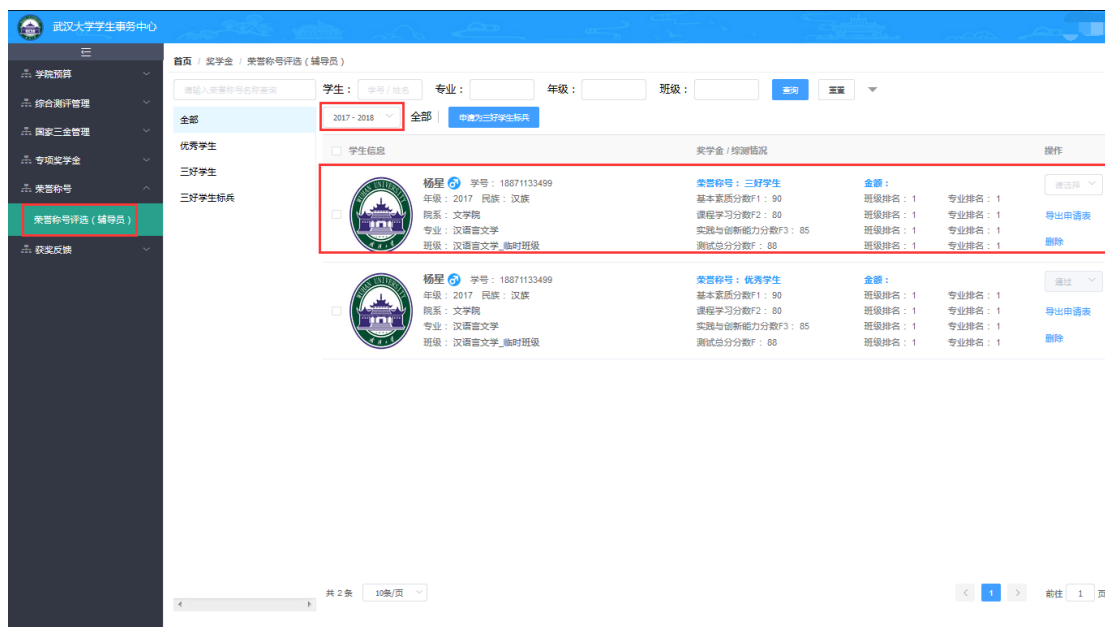 武汉大学学生事务中心
首页 / 奖学金 / 荣誉称号评选 ( 辅导员 )
学院预算
综合测评管理
国家三金管理
专项奖学金
荣誉称号
荣誉称号评选 ( 辅导员 )
获奖反馈
请输入荣誉称号名称查询
全部
优秀学生
三好学生
三好学生标兵
学生： 学号 / 姓名 专业： 年级： 班级： 查询 重置
2017 - 2018 全部 申请为三好学生标兵
学生信息 奖学金 / 综测情况 操作
杨星 学号： 18871133499 荣誉称号： 三好学生 金额： 请选择
年级： 2017 民族： 汉族 基本素质分数F1： 90 班级排名： 1 专业排名： 1
院系： 文学院 课程学习分数F2： 80 班级排名： 1 专业排名： 1 导出申请表
专业： 汉语言文学 实践与创新能力分数F3： 85 班级排名： 1 专业排名： 1
班级： 汉语言文学_临时班级 测试总分分数F： 88 班级排名： 1 专业排名： 1 删除
杨星 学号： 18871133499 荣誉称号： 优秀学生 金额： 通过
年级： 2017 民族： 汉族 基本素质分数F1： 90 班级排名： 1 专业排名： 1
院系： 文学院 课程学习分数F2： 80 班级排名： 1 专业排名： 1 导出申请表
专业： 汉语言文学 实践与创新能力分数F3： 85 班级排名： 1 专业排名： 1
班级： 汉语言文学_临时班级 测试总分分数F： 88 班级排名： 1 专业排名： 1 删除
共 2 条 10条/页 1 前往 1 页